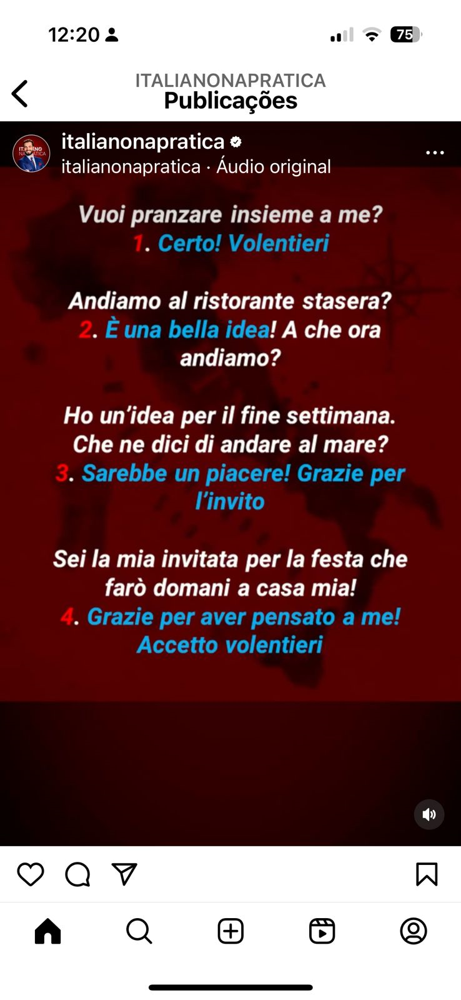 12:20
75
ITALIANONAPRATICA
Publicações
italianonapratica
italianonapratica · Áudio original
Vuoi pranzare insieme a me?
1. Certo! Volentieri
Andiamo al ristorante stasera?
2. È una bella idea! A che ora
andiamo?
Ho un'idea per il fine settimana.
Che ne dici di andare al mare?
3. Sarebbe un piacere! Grazie per
l'invito
Sei la mia invitata per la festa che
farò domani a casa mia!
4. Grazie per aver pensato a me!
Accetto volentieri